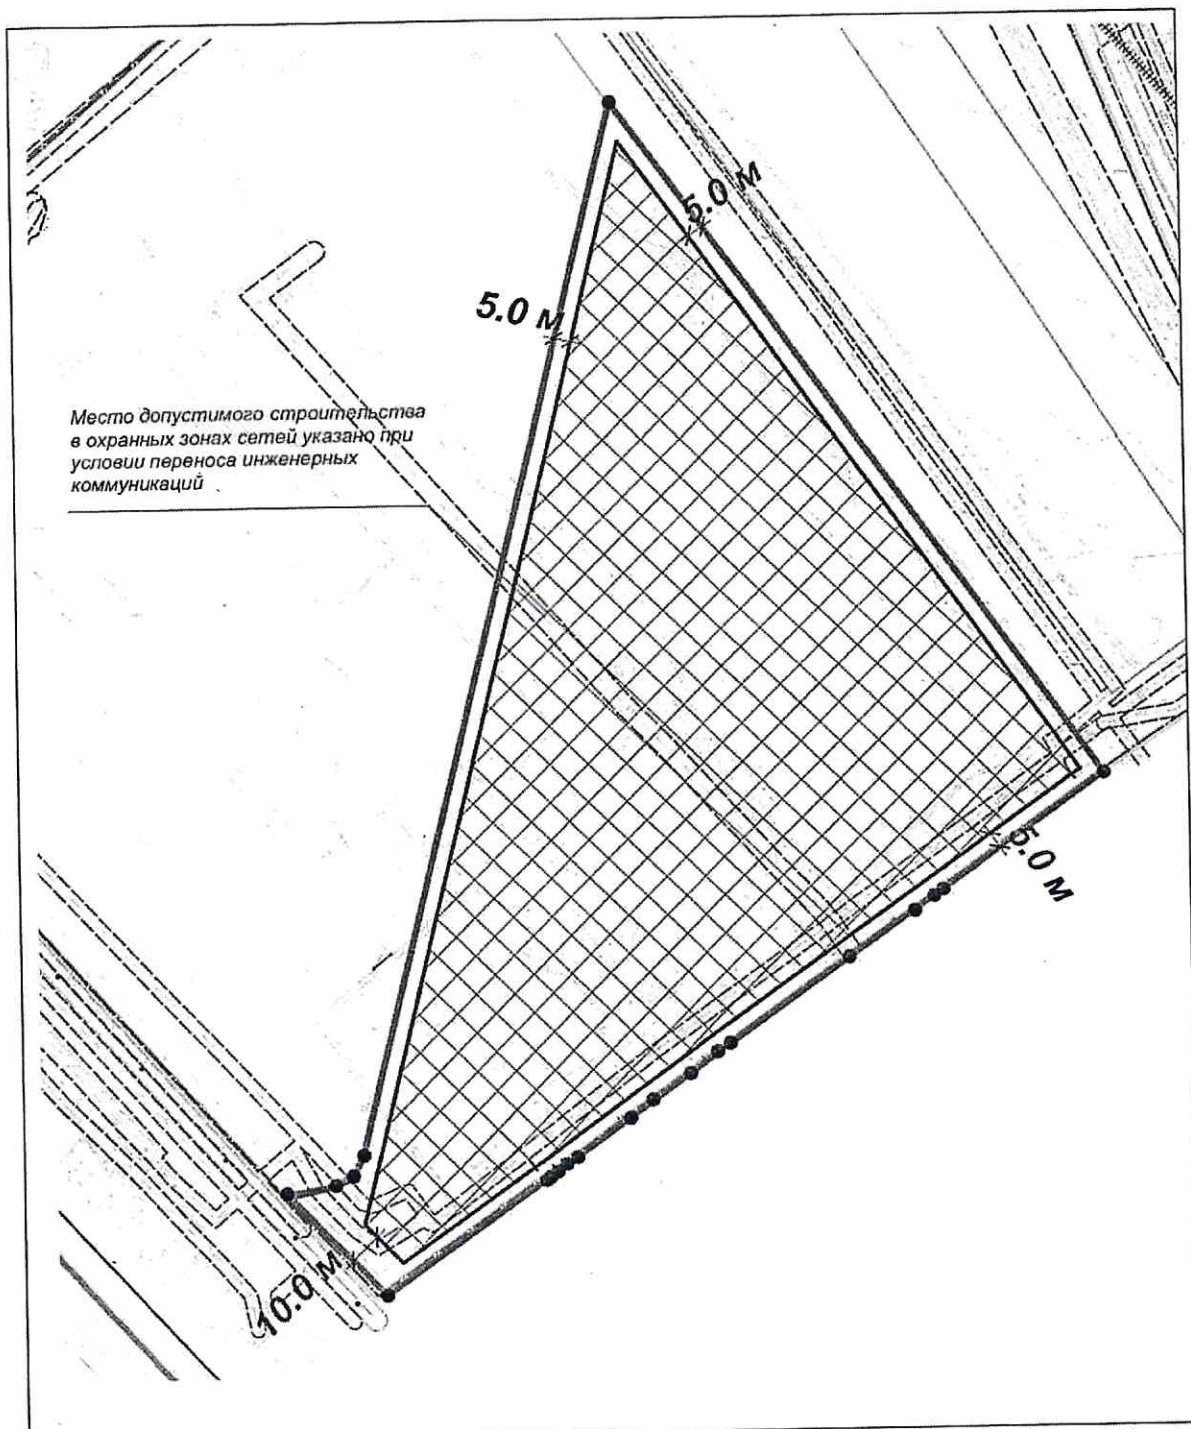 5.0 м
5.0 м
Место допустимого строительства
в охранных зонах сетей указано при
условии переноса инженерных
коммуникаций
5.0 м
10.0 м